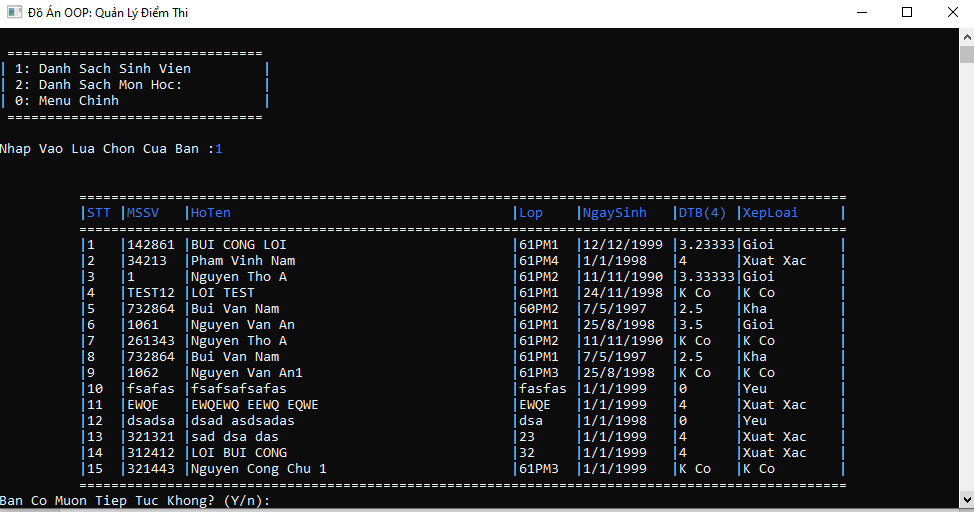 Đồ Án OOP: Quản Lý Điểm Thi
=================================
| 1: Danh Sach Sinh Vien |
| 2: Danh Sach Mon Hoc: |
| 0: Menu Chinh |
=================================
Nhap Vao Lua Chon Cua Ban :1
================================================================================================
|STT |MSSV |HoTen |Lop |NgaySinh |DTB(4) |XepLoai |
================================================================================================
|1 |142861 |BUI CONG LOI |61PM1 |12/12/1999 |3.23333|Gioi |
|2 |34213 |Pham Vinh Nam |61PM4 |1/1/1998 |4 |Xuat Xac |
|3 |1 |Nguyen Tho A |61PM2 |11/11/1990 |3.33333|Gioi |
|4 |TEST12 |LOI TEST |61PM1 |24/11/1998 |K Co |K Co |
|5 |732864 |Bui Van Nam |60PM2 |7/5/1997 |2.5 |Kha |
|6 |1061 |Nguyen Van An |61PM1 |25/8/1998 |3.5 |Gioi |
|7 |261343 |Nguyen Tho A |61PM2 |11/11/1990 |K Co |K Co |
|8 |732864 |Bui Van Nam |61PM1 |7/5/1997 |2.5 |Kha |
|9 |1062 |Nguyen Van An1 |61PM3 |25/8/1998 |K Co |K Co |
|10 |fsafas |fsafsafsafas |fasfas |1/1/1999 |0 |Yeu |
|11 |EWQE |EWQEWQ EEWQ EQWE |EWQE |1/1/1999 |4 |Xuat Xac |
|12 |dsadsa |dsad asdsadas |dsa |1/1/1998 |0 |Yeu |
|13 |321321 |sad dsa das |23 |1/1/1999 |4 |Xuat Xac |
|14 |312412 |LOI BUI CONG |32 |1/1/1999 |4 |Xuat Xac |
|15 |321443 |Nguyen Cong Chu 1 |61PM3 |1/1/1999 |K Co |K Co |
================================================================================================
Ban Co Muon Tiep Tuc Khong? (Y/n):